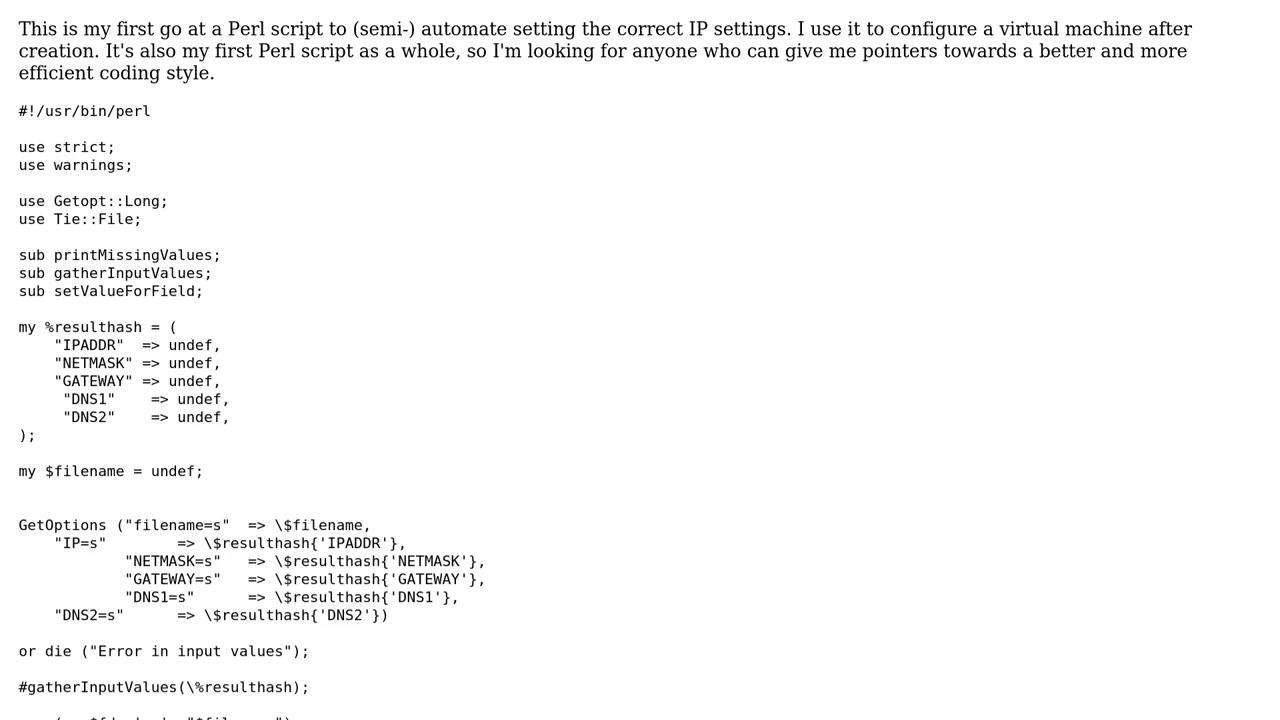 This is my first go at a Perl script to (semi-) automate setting the correct IP settings. I use it to configure a virtual machine after
creation. It's also my first Perl script as a whole, so I'm looking for anyone who can give me pointers towards a better and more
efficient coding style.
#!/usr/bin/perl
use strict;
use warnings;
use Getopt::Long;
use Tie::File;
sub printMissingValues;
sub gatherInputValues;
sub setValueForField;
my %resulthash = (
    "IPADDR"  => undef,
    "NETMASK" => undef,
    "GATEWAY" => undef,
     "DNS1"    => undef,
     "DNS2"    => undef,
);
my $filename = undef;
GetOptions ("filename=s"  => \$filename,
    "IP=s"        => \$resulthash{'IPADDR'},
            "NETMASK=s"   => \$resulthash{'NETMASK'},
            "GATEWAY=s"   => \$resulthash{'GATEWAY'},
            "DNS1=s"      => \$resulthash{'DNS1'},
    "DNS2=s"      => \$resulthash{'DNS2'})
or die ("Error in input values");
#gatherInputValues(\%resulthash);